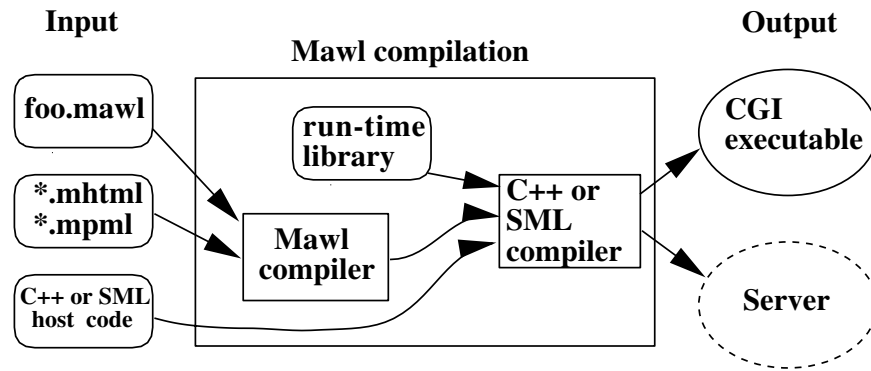 Input
Mawl compilation
Output
foo.mawl
*.mhtml
*.mpml
C++ or SML
host code
run-time
library
Mawl
compiler
C++ or
SML
compiler
CGI
executable
Server